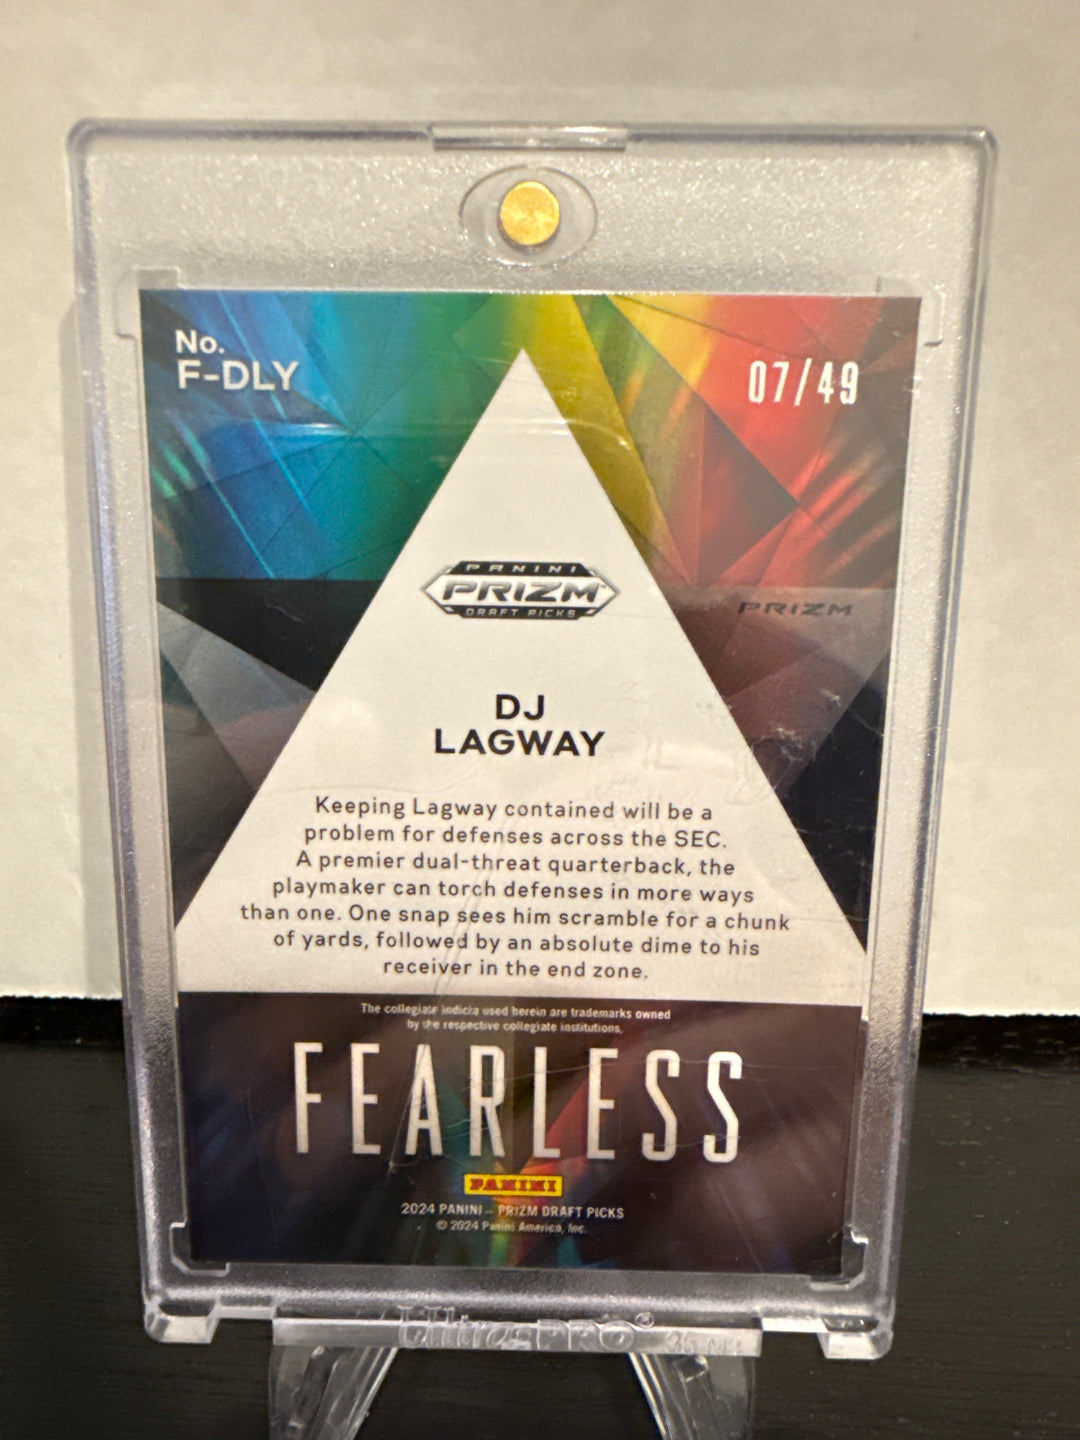 No.
F-DLY
07/49
PANINI
PRIZM
DRAFT PICKS
PRIZM
DJ
LAGWAY
Keeping Lagway contained will be a
problem for defenses across the SEC.
A premier dual-threat quarterback, the
playmaker can torch defenses in more ways
than one. One snap sees him scramble for a chunk
of yards, followed by an absolute dime to his
receiver in the end zone.
The collegiate indicia used herein are trademarks owned
by the respective collegiate institutions.
FEARLESS
PANINI
2024 PANINI – PRIZM DRAFT PICKS
© 2024 Panini America, Inc.
Ultra-PRO®